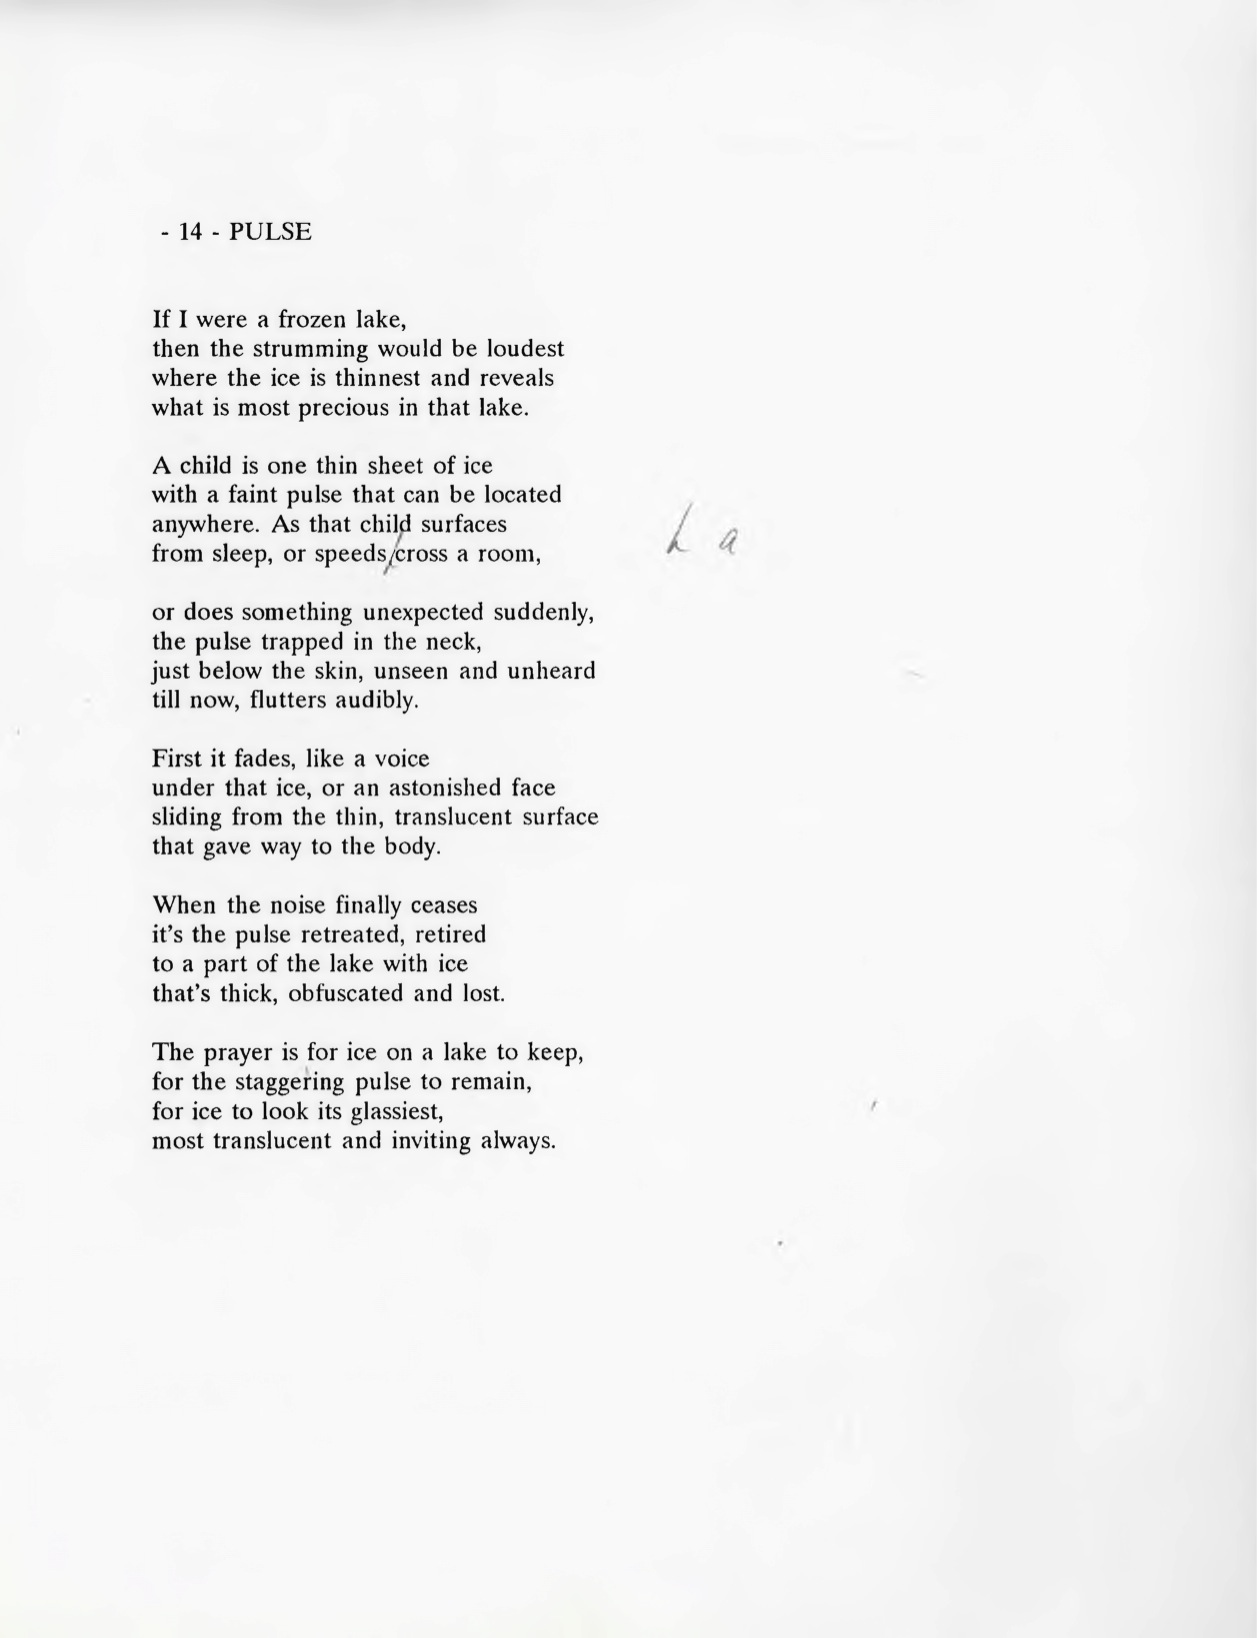 - 14 - PULSE
If I were a frozen lake,
then the strumming would be loudest
where the ice is thinnest and reveals
what is most precious in that lake.
A child is one thin sheet of ice
with a faint pulse that can be located
anywhere. As that child surfaces
from sleep, or speeds/cross a room,
L a
or does something unexpected suddenly,
the pulse trapped in the neck,
just below the skin, unseen and unheard
till now, flutters audibly.
First it fades, like a voice
under that ice, or an astonished face
sliding from the thin, translucent surface
that gave way to the body.
When the noise finally ceases
it's the pulse retreated, retired
to a part of the lake with ice
that's thick, obfuscated and lost.
The prayer is for ice on a lake to keep,
for the staggering pulse to remain,
for ice to look its glassiest,
most translucent and inviting always.